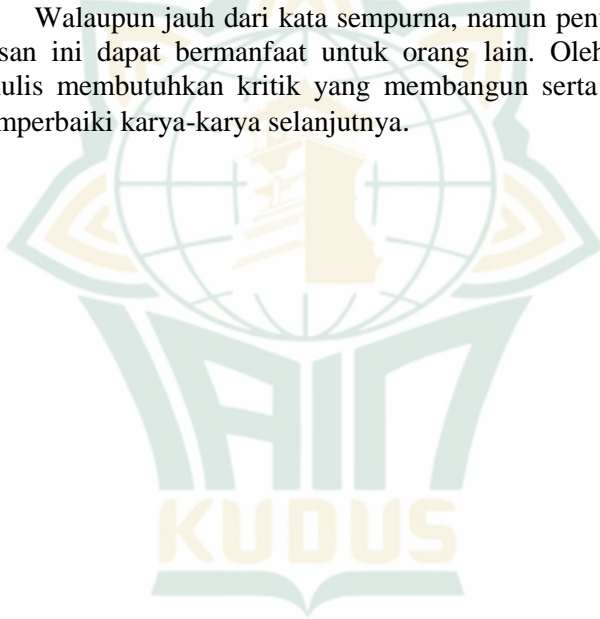 Walaupun jauh dari kata sempurna, namun pen
san ini dapat bermanfaat untuk orang lain. Oleh
ulis membutuhkan kritik yang membangun serta
mperbaiki karya-karya selanjutnya.
IAIN
KUDUS